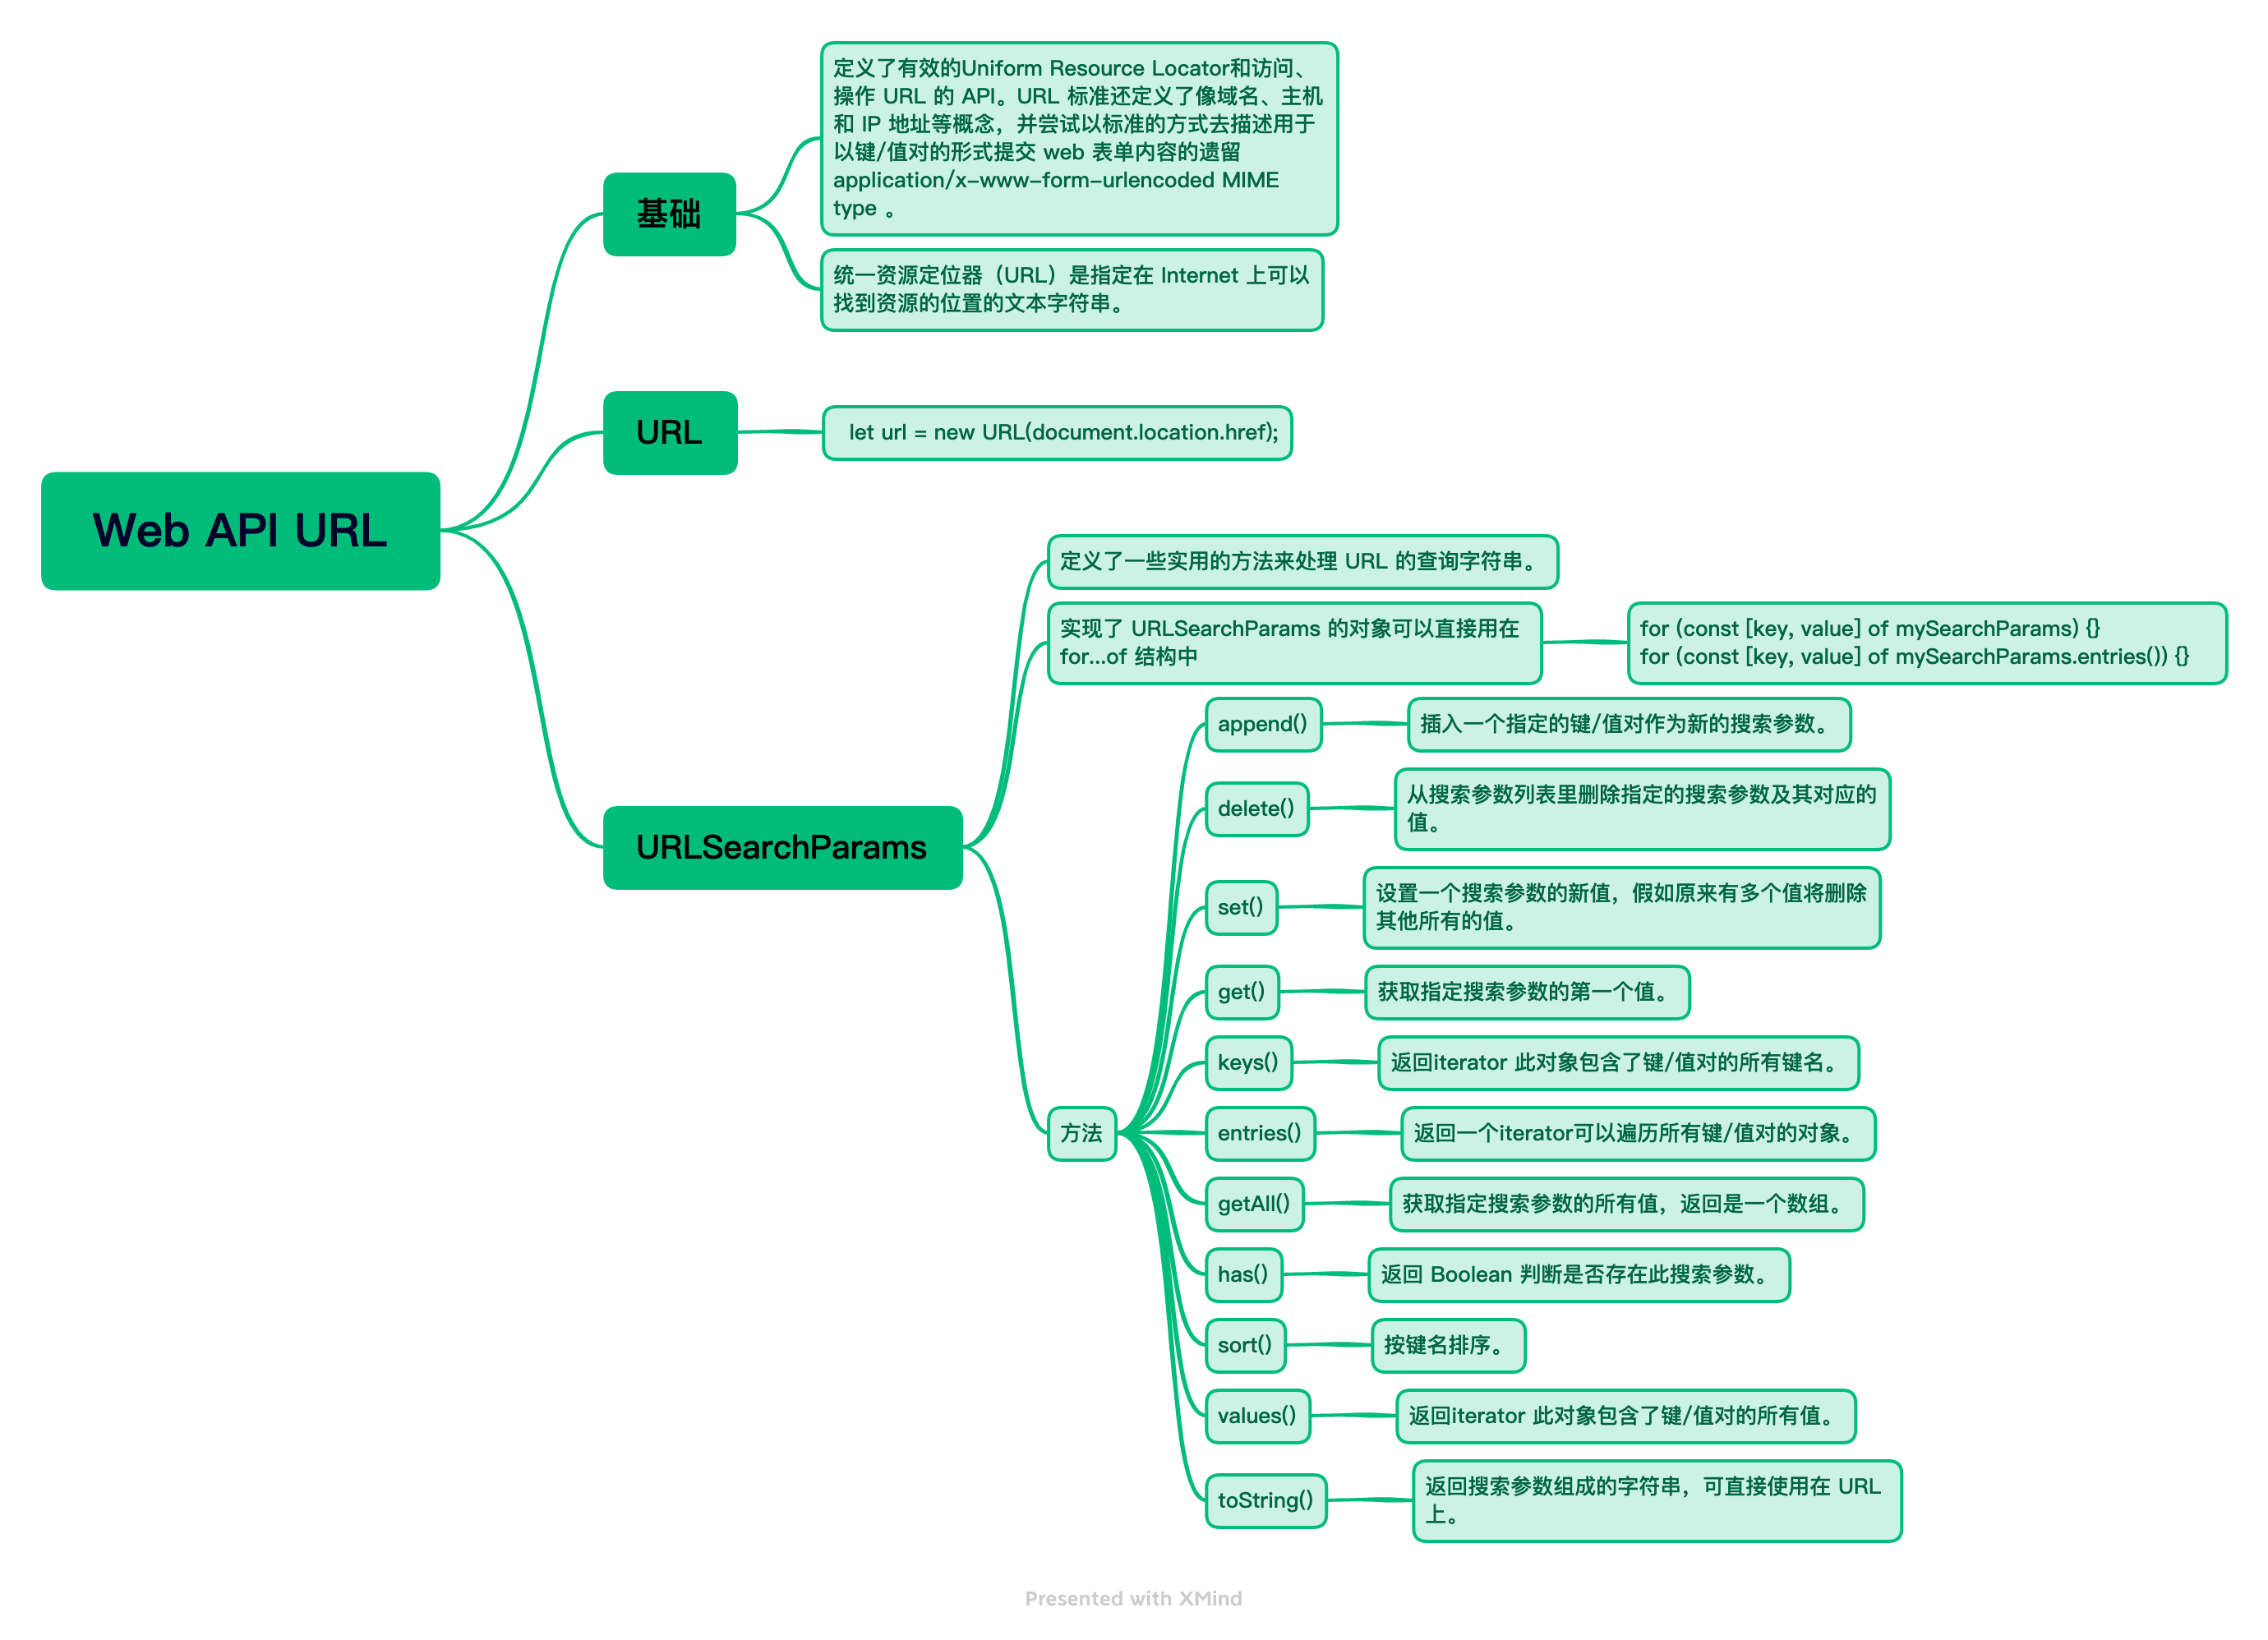 Web API URL
基础
定义了有效的Uniform Resource Locator和访问、
操作 URL 的 API。URL 标准还定义了像域名、主机
和 IP 地址等概念，并尝试以标准的方式去描述用于
以键/值对的形式提交 web 表单内容的遗留
application/x-www-form-urlencoded MIME
type 。
统一资源定位器（URL）是指定在 Internet 上可以
找到资源的位置的文本字符串。
URL
let url = new URL(document.location.href);
URLSearchParams
定义了一些实用的方法来处理 URL 的查询字符串。
实现了 URLSearchParams 的对象可以直接用在
for...of 结构中
for (const [key, value] of mySearchParams) {}
for (const [key, value] of mySearchParams.entries()) {}
方法
append()
插入一个指定的键/值对作为新的搜索参数。
delete()
从搜索参数列表里删除指定的搜索参数及其对应的
值。
set()
设置一个搜索参数的新值，假如原来有多个值将删除
其他所有的值。
get()
获取指定搜索参数的第一个值。
keys()
返回iterator 此对象包含了键/值对的所有键名。
entries()
返回一个iterator可以遍历所有键/值对的对象。
getAll()
获取指定搜索参数的所有值，返回是一个数组。
has()
返回 Boolean 判断是否存在此搜索参数。
sort()
按键名排序。
values()
返回iterator 此对象包含了键/值对的所有值。
toString()
返回搜索参数组成的字符串，可直接使用在 URL
上。
Presented with XMind